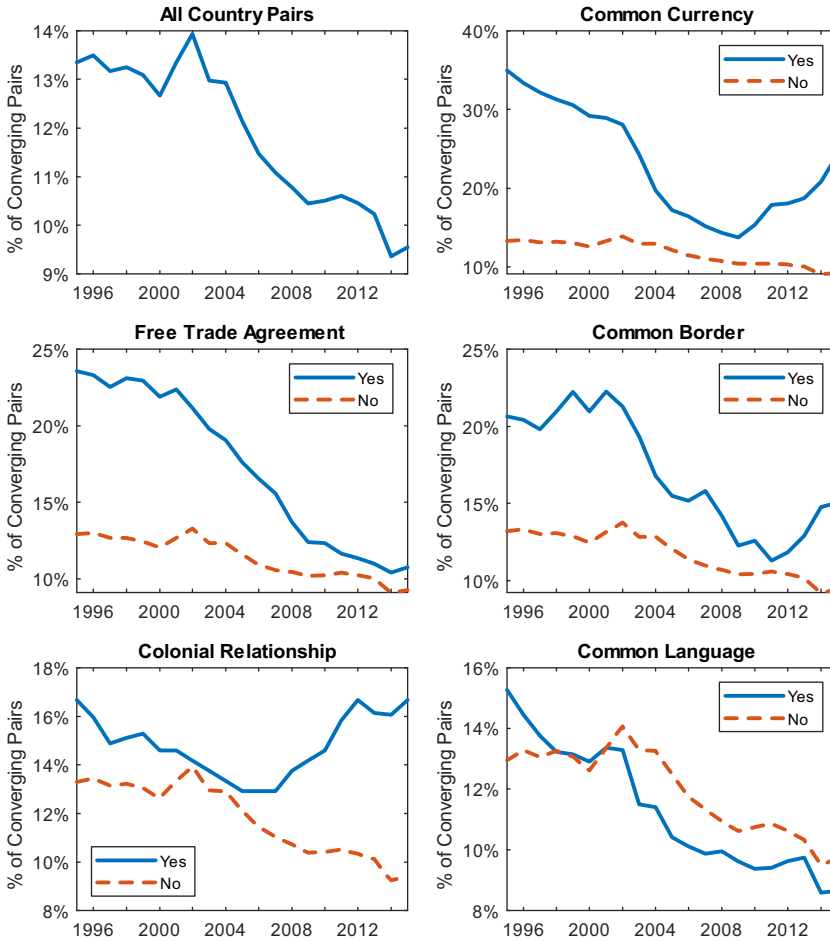 All Country Pairs
14%
13%
12%
11%
10%
9%
% of Converging Pairs
1996 2000 2004 2008 2012
Common Currency
40%
30%
20%
10%
% of Converging Pairs
Yes
No
1996 2000 2004 2008 2012
Free Trade Agreement
25%
20%
15%
10%
% of Converging Pairs
Yes
No
1996 2000 2004 2008 2012
Common Border
25%
20%
15%
10%
% of Converging Pairs
Yes
No
1996 2000 2004 2008 2012
Colonial Relationship
18%
16%
14%
12%
10%
8%
% of Converging Pairs
Yes
No
1996 2000 2004 2008 2012
Common Language
16%
14%
12%
10%
8%
% of Converging Pairs
Yes
No
1996 2000 2004 2008 2012